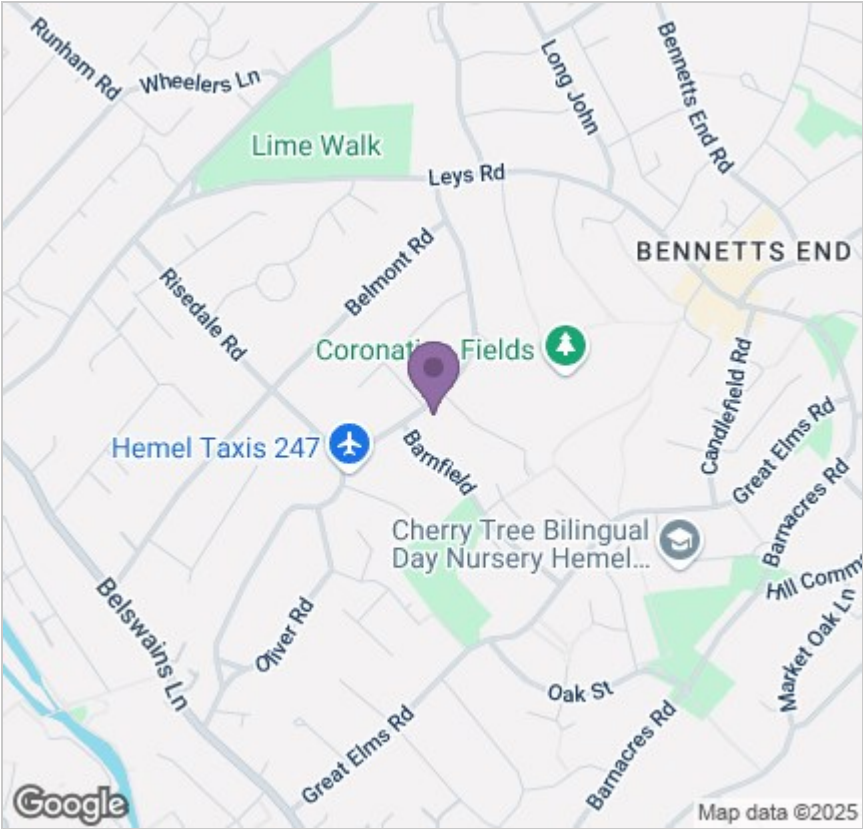 Runham Rd
Wheelers Ln
Long John
Bennetts End Rd
Lime Walk
Leys Rd
BENNETTS END
Belmont Rd
Risedale Rd
Fields
Candlefield Rd
Great Elms Rd
Hemel Taxis 247
Barnfield
Barnacres Rd
Cherry Tree Bilingual
Day Nursery Hemel...
Hill Comm
Belswains Ln
Oliver Rd
Market Oak Ln
Oak St
Great Elms Rd
Barnacres Rd
Google
Map data ©2025